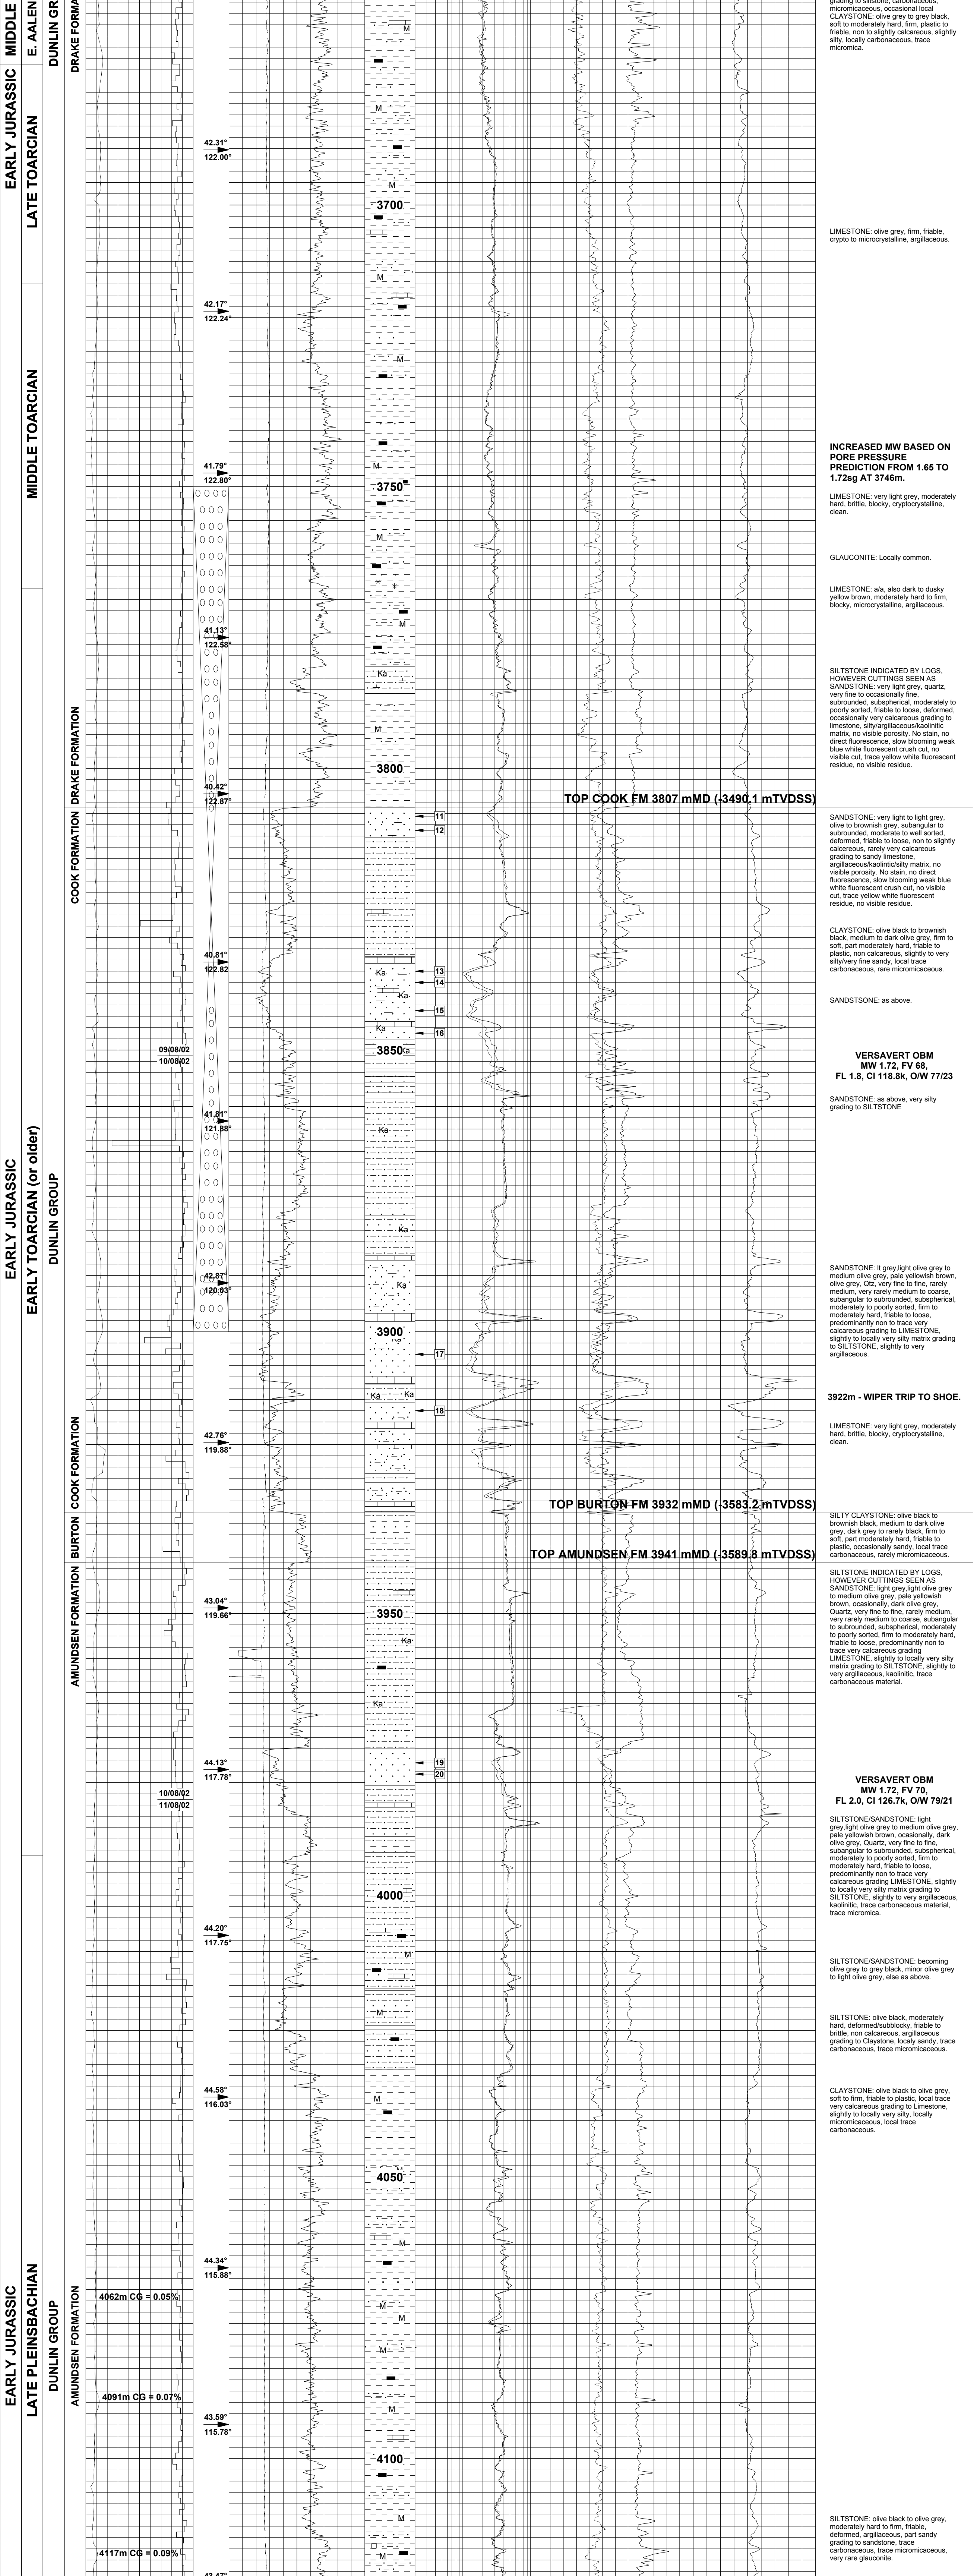 MIDDLE
E. AALEN
DUNLIN GR
DRAKE FORMA
grading to siltstone, carbonaceous,
micromicaceous, occasional local
CLAYSTONE: olive grey to grey black,
soft to moderately hard, firm, plastic to
friable, non to slightly calcareous, slightly
silty, locally carbonaceous, trace
micromica.
M
EARLY JURASSIC
LATE TOARCIAN
M
42.31°
122.00°
M
3700
LIMESTONE: olive grey, firm, friable,
crypto to microcrystalline, argillaceous.
M
42.17°
122.24°
M
MIDDLE TOARCIAN
INCREASED MW BASED ON
PORE PRESSURE
PREDICTION FROM 1.65 TO
1.72sg AT 3746m.
M
41.79°
122.80°
3750
LIMESTONE: very light grey, moderately
hard, brittle, blocky, cryptocrystalline,
clean.
M
GLAUCONITE: Locally common.
LIMESTONE: a/a, also dark to dusky
yellow brown, moderately hard to firm,
blocky, microcrystalline, argillaceous.
M
41.13°
122.58°
Ka
SILTSTONE INDICATED BY LOGS,
HOWEVER CUTTINGS SEEN AS
SANDSTONE: very light grey, quartz,
very fine to occasionally fine,
subrounded, subspherical, moderately to
poorly sorted, friable to loose, deformed,
occasionally very calcareous grading to
limestone, silty/argillaceous/kaolinitic
matrix, no visible porosity. No stain, no
direct fluorescence, slow blooming weak
blue white fluorescent crush cut, no
visible cut, trace yellow white fluorescent
residue, no visible residue.
DRAKE FORMATION
M
3800
40.42°
122.87°
TOP COOK FM 3807 mMD (-3490.1 mTVDSS)
COOK FORMATION
11
12
SANDSTONE: very light to light grey,
olive to brownish grey, subangular to
subrounded, moderate to well sorted,
deformed, friable to loose, non to slightly
calcereous, rarely very calcareous
grading to sandy limestone,
argillaceous/kaolintic/silty matrix, no
visible porosity. No stain, no direct
fluorescence, slow blooming weak blue
white fluorescent crush cut, no visible
cut, trace yellow white fluorescent
residue, no visible residue.
CLAYSTONE: olive black to brownish
black, medium to dark olive grey, firm to
soft, part moderately hard, friable to
plastic, non calcareous, slightly to very
silty/very fine sandy, local trace
carbonaceous, rare micromicaceous.
40.81°
122.82
Ka
13
14
Ka
15
SANDSTSONE: as above.
Ka
16
09/08/02
10/08/02
3850
Ka
VERSAVERT OBM
MW 1.72, FV 68,
FL 1.8, Cl 118.8k, O/W 77/23
SANDSTONE: as above, very silty
grading to SILTSTONE
41.81°
121.88°
Ka
EARLY JURASSIC
EARLY TOARCIAN (or older)
DUNLIN GROUP
Ka
42.87°
120.03°
Ka
SANDSTONE: lt grey,light olive grey to
medium olive grey, pale yellowish brown,
olive grey, Qtz, very fine to fine, rarely
medium, very rarely medium to coarse,
subangular to subrounded, subspherical,
moderately to poorly sorted, firm to
moderately hard, friable to loose,
predominantly non to trace very
calcareous grading to LIMESTONE,
slightly to locally very silty matrix grading
to SILTSTONE, slightly to very
argillaceous.
3900
Ka
17
Ka
Ka
3922m - WIPER TRIP TO SHOE.
18
LIMESTONE: very light grey, moderately
hard, brittle, blocky, cryptocrystalline,
clean.
42.76°
119.88°
COOK FORMATION
TOP BURTON FM 3932 mMD (-3583.2 mTVDSS)
BURTON
SILTY CLAYSTONE: olive black to
brownish black, medium to dark olive
grey, dark grey to rarely black, firm to
soft, part moderately hard, friable to
plastic, occasionally sandy, local trace
carbonaceous, rarely micromicaceous.
TOP AMUNDSEN FM 3941 mMD (-3589.8 mTVDSS)
AMUNDSEN FORMATION
43.04°
119.66°
3950
SILTSTONE INDICATED BY LOGS,
HOWEVER CUTTINGS SEEN AS
SANDSTONE: light grey,light olive grey
to medium olive grey, pale yellowish
brown, ocasionally, dark olive grey,
Quartz, very fine to fine, rarely medium,
very rarely medium to coarse, subangular
to subrounded, subspherical, moderately
to poorly sorted, firm to moderately hard,
friable to loose, predominantly non to
trace very calcareous grading
LIMESTONE, slightly to locally very silty
matrix grading to SILTSTONE, slightly to
very argillaceous, kaolinitic, trace
carbonaceous material.
Ka
Ka
44.13°
117.78°
19
20
10/08/02
11/08/02
VERSAVERT OBM
MW 1.72, FV 70,
FL 2.0, Cl 126.7k, O/W 79/21
SILTSTONE/SANDSTONE: light
grey,light olive grey to medium olive grey,
pale yellowish brown, ocasionally, dark
olive grey, Quartz, very fine to fine,
subangular to subrounded, subspherical,
moderately to poorly sorted, firm to
moderately hard, friable to loose,
predominantly non to trace very
calcareous grading LIMESTONE, slightly
to locally very silty matrix grading to
SILTSTONE, slightly to very argillaceous,
kaolinitic, trace carbonaceous material,
trace micromica.
4000
44.20°
117.75°
M
SILTSTONE/SANDSTONE: becoming
olive grey to grey black, minor olive grey
to light olive grey, else as above.
M
SILTSTONE: olive black, moderately
hard, deformed/subblocky, friable to
brittle, non calcareous, argillaceous
grading to Claystone, localy sandy, trace
carbonaceous, trace micromicaceous.
44.58°
116.03°
M
CLAYSTONE: olive black to olive grey,
soft to firm, friable to plastic, local trace
very calcareous grading to Limestone,
slightly to locally very silty, locally
micromicaceous, local trace
carbonaceous.
M
4050
M
44.34°
115.88°
4062m CG = 0.05%
M
M
EARLY JURASSIC
LATE PLEINSBACHIAN
DUNLIN GROUP
AMUNDSEN FORMATION
M
4091m CG = 0.07%
M
43.59°
115.78°
4100
M
SILTSTONE: olive black to olive grey,
moderately hard to firm, friable,
deformed, argillaceous, part sandy
grading to sandstone, trace
carbonaceous, trace micromicaceous,
very rare glauconite.
4117m CG = 0.09%
M
43.47°